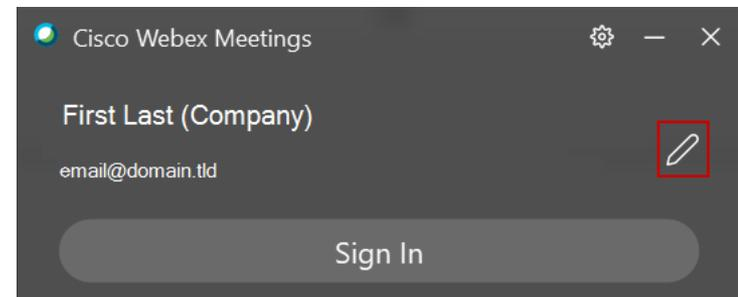 Cisco Webex Meetings
First Last (Company)
email@domain.tld
Sign In